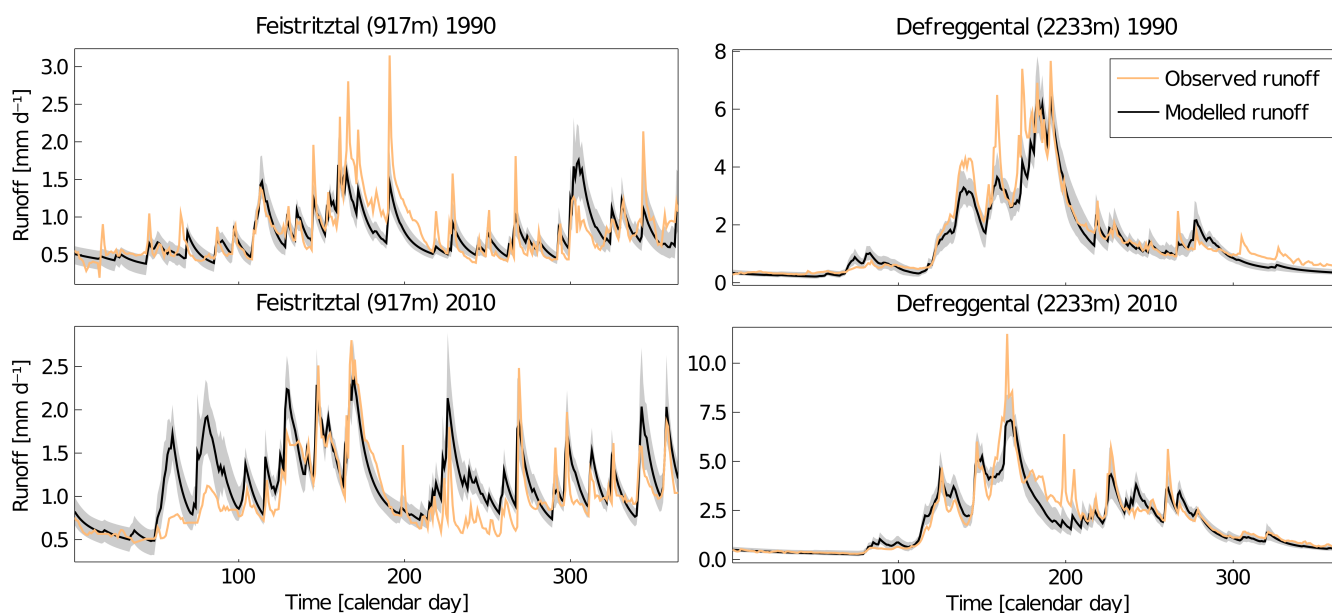 Feistritztal (917m) 1990
Runoff [mm d⁻¹]
3.0
2.5
2.0
1.5
1.0
0.5
Defreggental (2233m) 1990
8
6
4
2
0
Observed runoff
Modelled runoff
Feistritztal (917m) 2010
Runoff [mm d⁻¹]
2.5
2.0
1.5
1.0
0.5
100 200 300
Time [calendar day]
Defreggental (2233m) 2010
10.0
7.5
5.0
2.5
0.0
100 200 300
Time [calendar day]